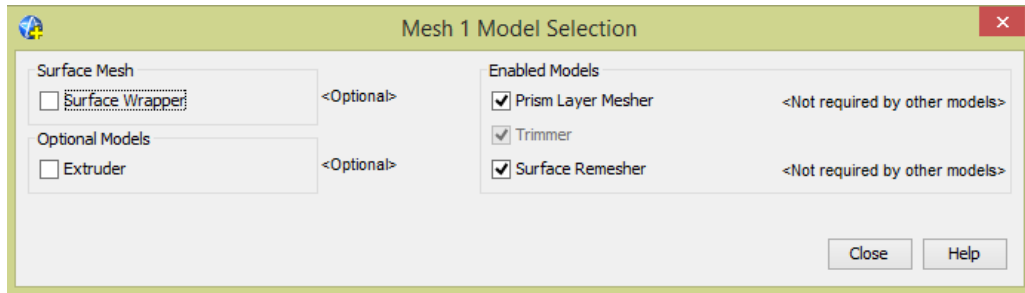 Mesh 1 Model Selection
Surface Mesh
Surface Wrapper <Optional>
Optional Models
Extruder <Optional>
Enabled Models
Prism Layer Mesher <Not required by other models>
Trimmer
Surface Remesher <Not required by other models>
Close Help